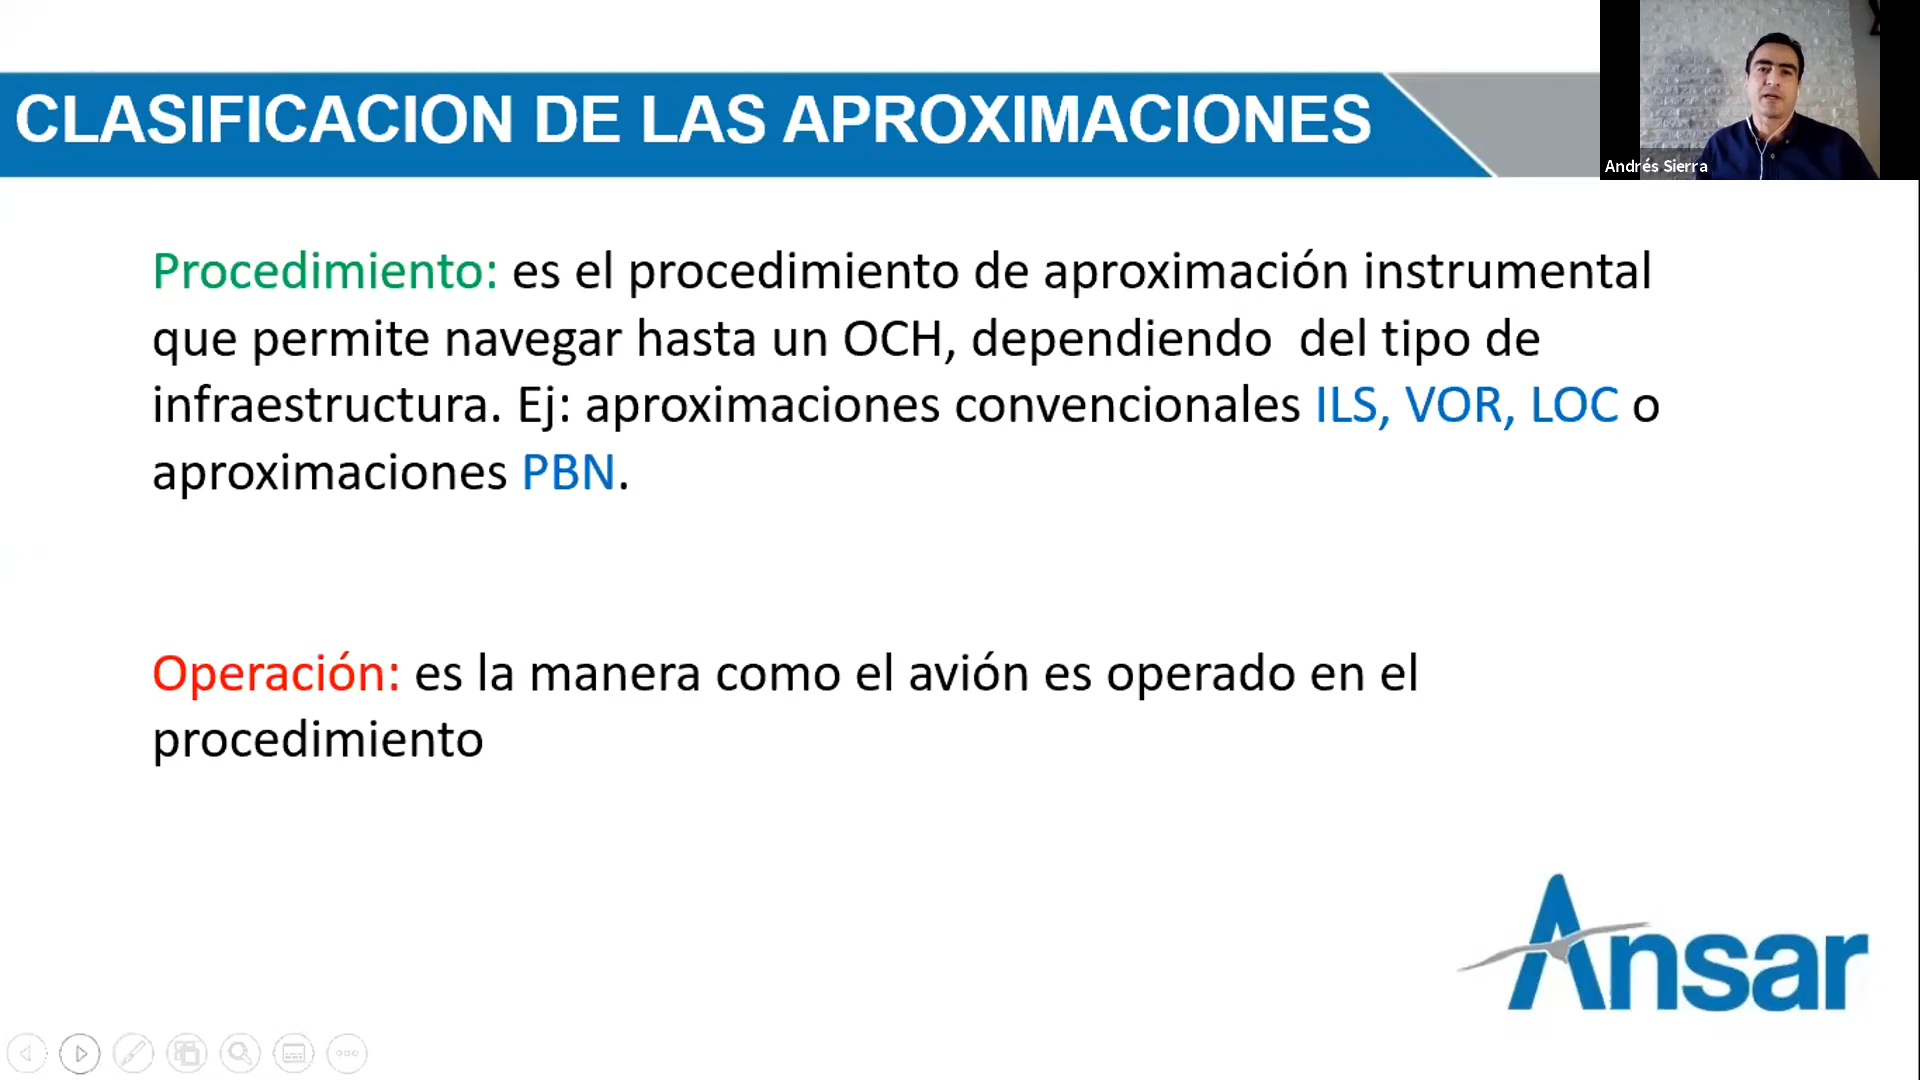 CLASIFICACION DE LAS APROXIMACIONES
Andrés Sierra
Procedimiento: es el procedimiento de aproximación instrumental
que permite navegar hasta un OCH, dependiendo  del tipo de
infraestructura. Ej: aproximaciones convencionales ILS, VOR, LOC o
aproximaciones PBN.
Operación: es la manera como el avión es operado en el
procedimiento
Ansar